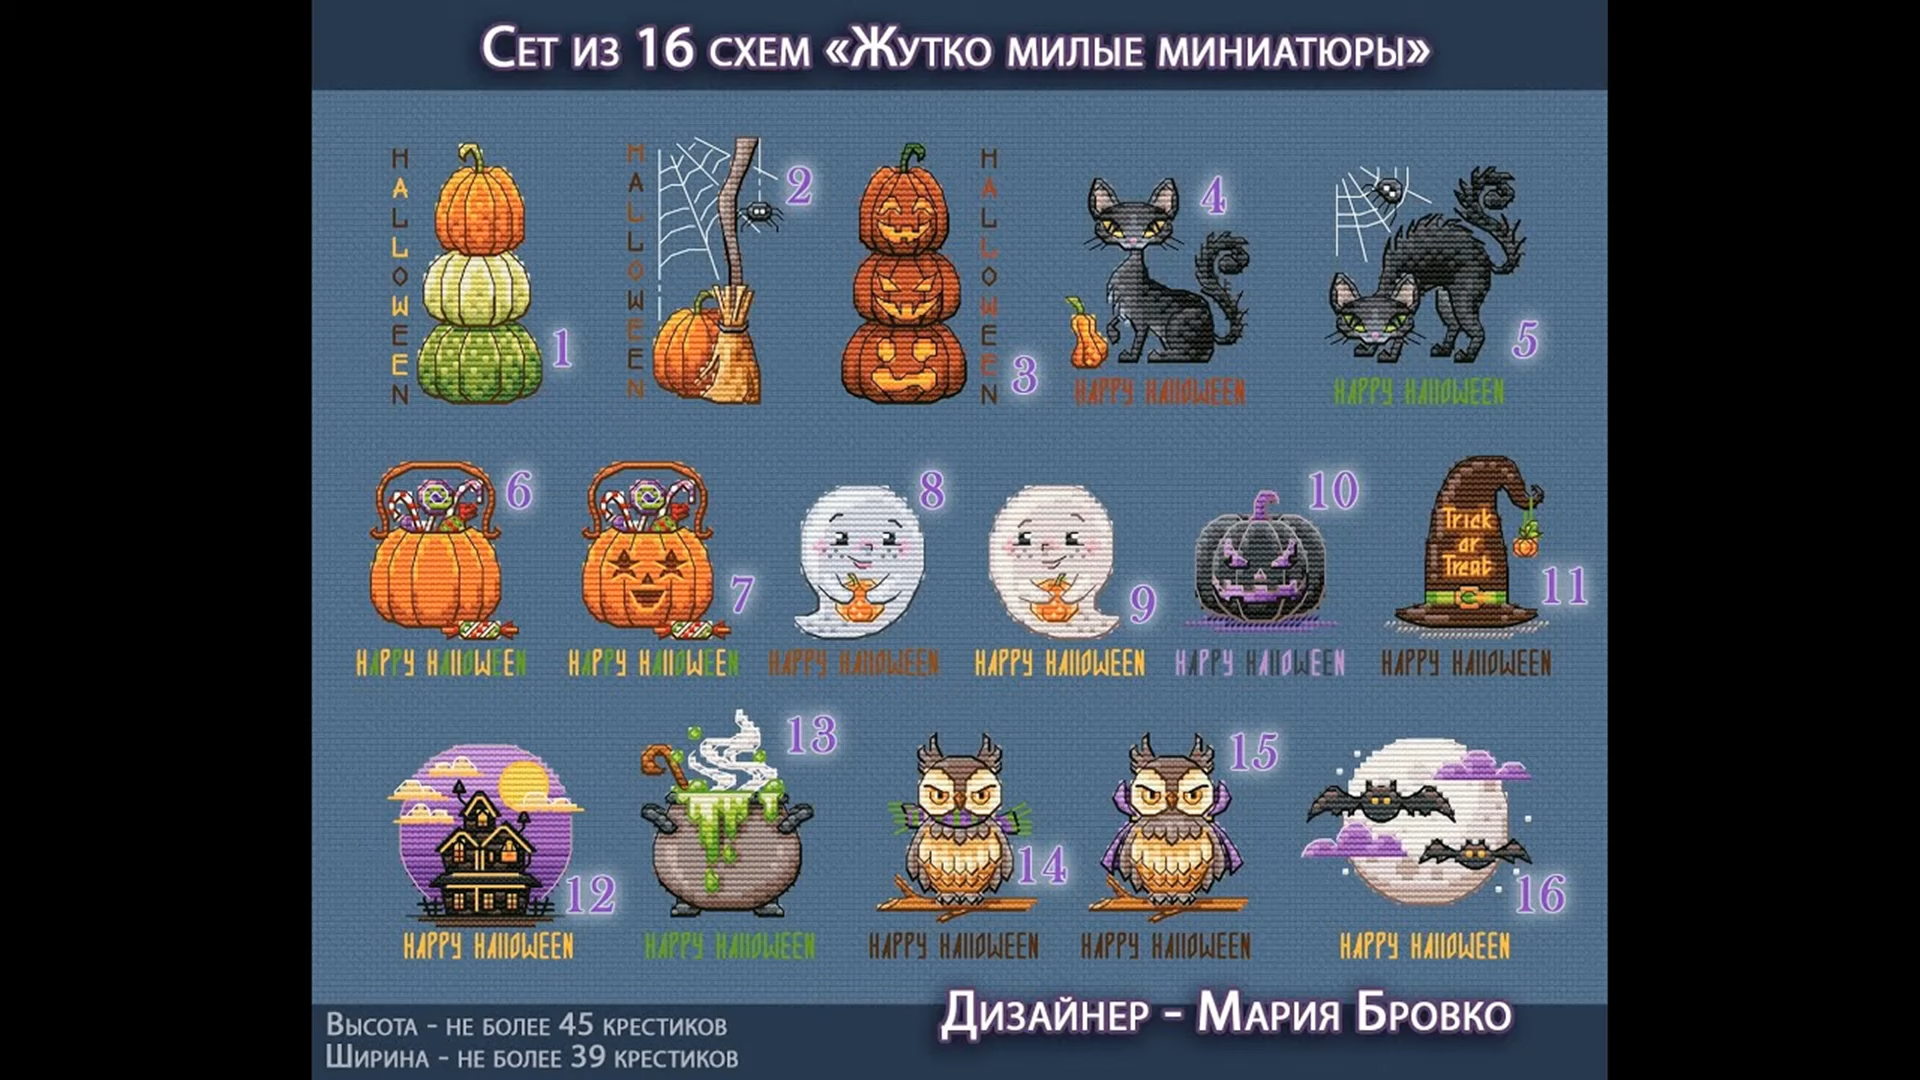 Сет из 16 схем «Жутко милые миниатюры»
HALLOWEEN
1
HALLOWEEN
2
HALLOWEEN
3
4
HAPPY HALLOWEEN
5
HAPPY HALLOWEEN
6
HAPPY HALLOWEEN
7
HAPPY HALLOWEEN
8
HAPPY HALLOWEEN
9
HAPPY HALLOWEEN
10
HAPPY HALLOWEEN
Trick
or
Treat
11
HAPPY HALLOWEEN
12
HAPPY HALLOWEEN
13
HAPPY HALLOWEEN
14
HAPPY HALLOWEEN
15
HAPPY HALLOWEEN
16
HAPPY HALLOWEEN
Высота - не более 45 крестиков
Ширина - не более 39 крестиков
Дизайнер - Мария Бровко